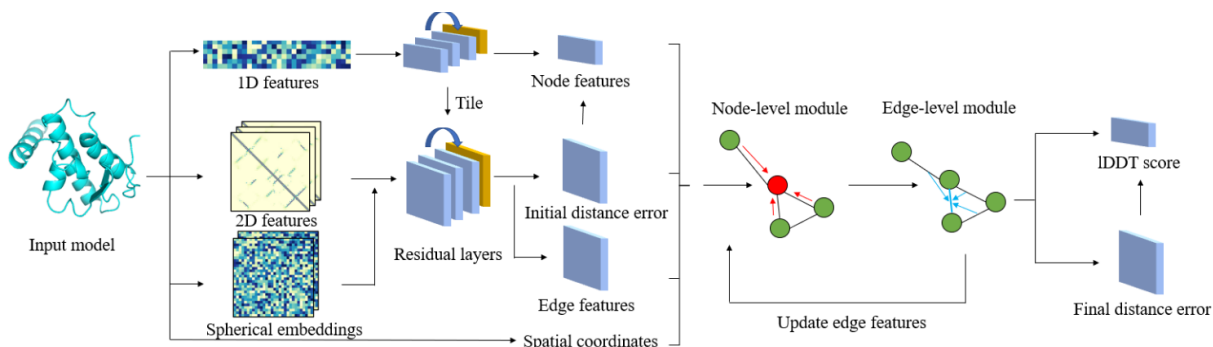 1D features
Node features
Tile
Node-level module
Edge-level module
lDDT score
2D features
Initial distance error
Input model
Residual layers
Edge features
Final distance error
Spherical embeddings
Update edge features
Spatial coordinates